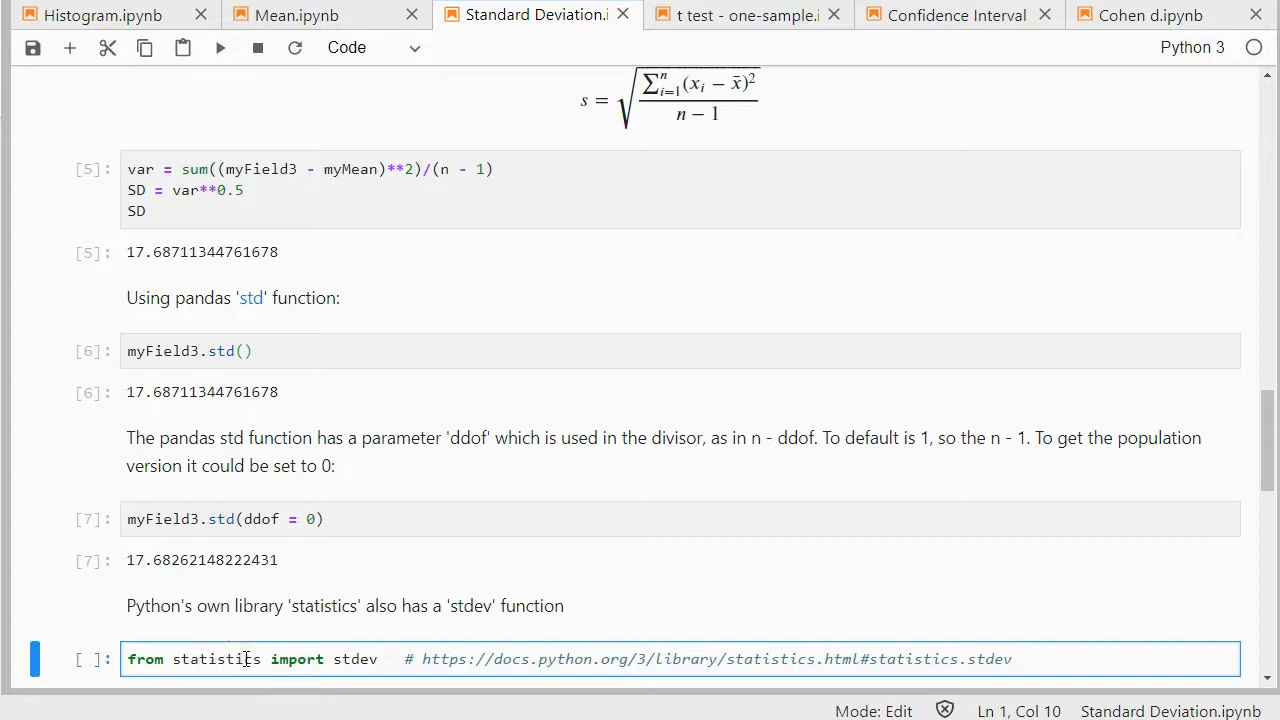 Histogram.ipynb
Mean.ipynb
Standard Deviation.i
t test - one-sample.i
Confidence Interval
Cohen d.ipynb
Code
Python 3
s = √(∑ⁿᵢ₌₁(xᵢ − x̄)² / (n − 1))
[5]: var = sum((myField3 - myMean)**2)/(n - 1)
SD = var**0.5
SD
[5]: 17.68711344761678
Using pandas 'std' function:
[6]: myField3.std()
[6]: 17.68711344761678
The pandas std function has a parameter 'ddof' which is used in the divisor, as in n - ddof. To default is 1, so the n - 1. To get the population
version it could be set to 0:
[7]: myField3.std(ddof = 0)
[7]: 17.68262148222431
Python's own library 'statistics' also has a 'stdev' function
[ ]: from statistics import stdev # https://docs.python.org/3/library/statistics.html#statistics.stdev
Mode: Edit
Ln 1, Col 10
Standard Deviation.ipynb